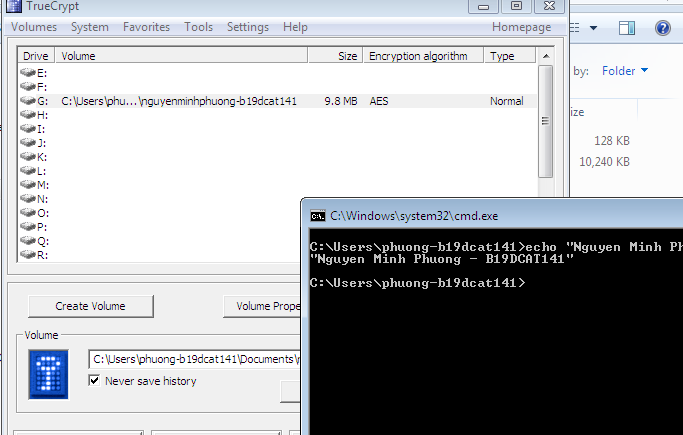 TrueCrypt
Volumes System Favorites Tools Settings Help Homepage
Drive Volume Size Encryption algorithm Type
E:
F:
G: C:\Users\phu...\nguyenminhphuong-b19dcat141 9.8 MB AES Normal
H:
I:
J:
K:
L:
M:
N:
O:
P:
Q:
R:
Create Volume
Volume Prope
Volume
C:\Users\phuong-b19dcat141\Documents\
Never save history
by: Folder
ize
128 KB
10,240 KB
C:\Windows\system32\cmd.exe
C:\Users\phuong-b19dcat141>echo "Nguyen Minh Ph
"Nguyen Minh Phuong - B19DCAT141"
C:\Users\phuong-b19dcat141>